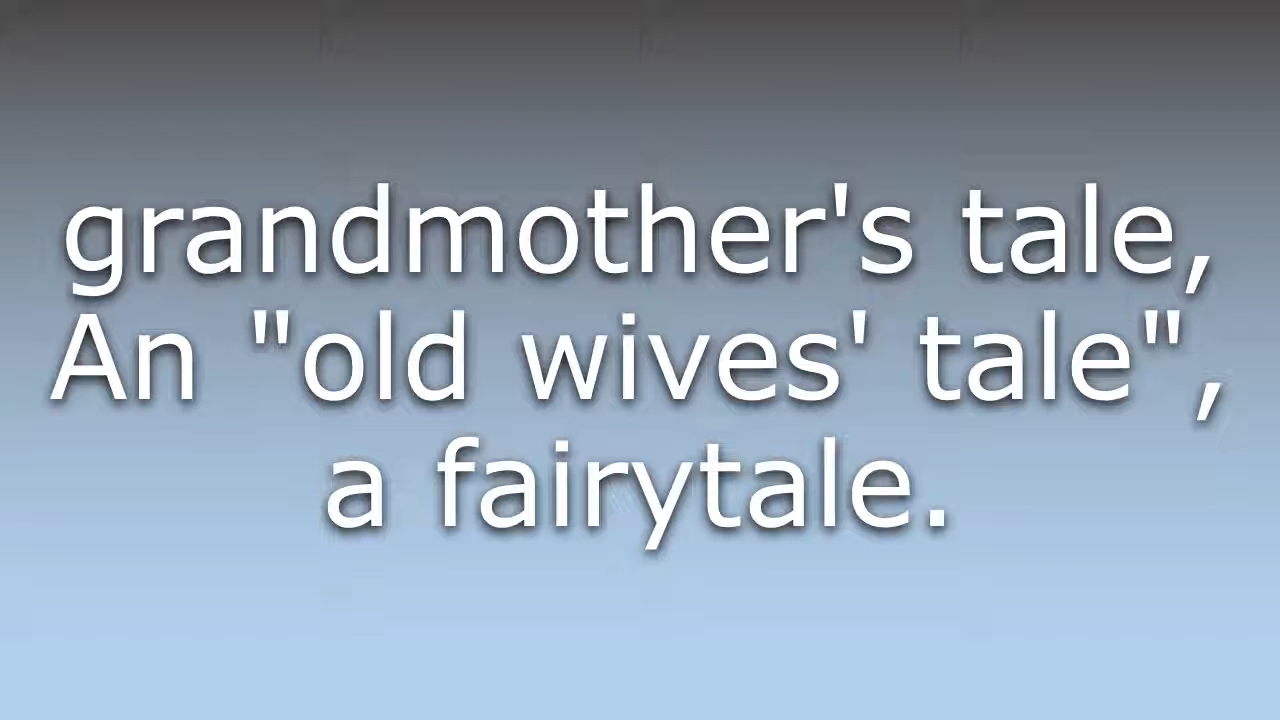 grandmother's tale,
An "old wives' tale",
a fairytale.